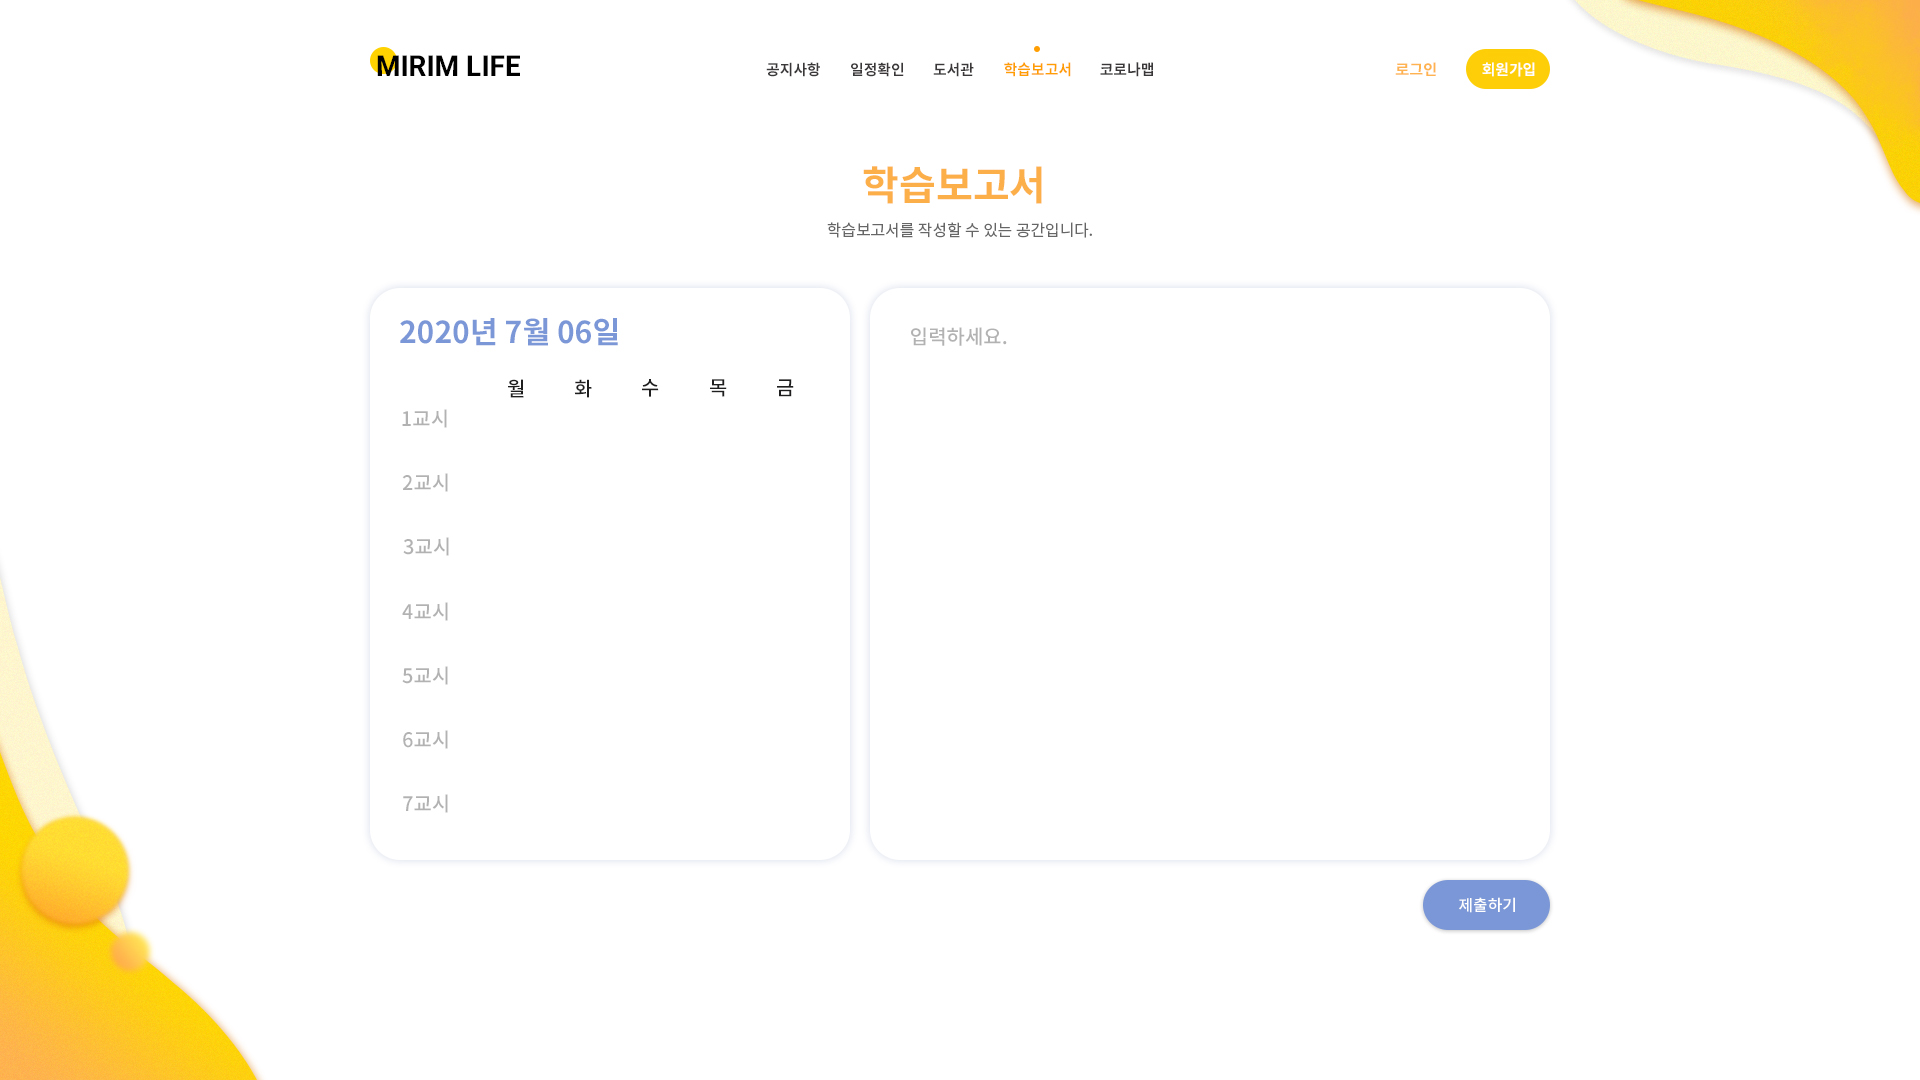 MIRIM LIFE
공지사항 일정확인 도서관 학습보고서 코로나맵
로그인 회원가입
학습보고서
학습보고서를 작성할 수 있는 공간입니다.
2020년 7월 06일
월 화 수 목 금
1교시
2교시
3교시
4교시
5교시
6교시
7교시
입력하세요.
제출하기